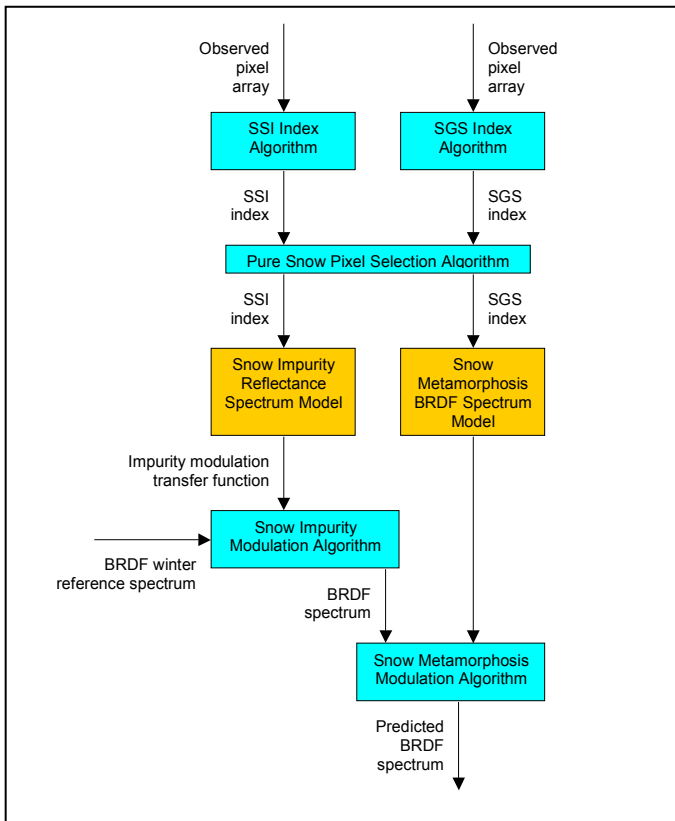 Observed
pixel
array
Observed
pixel
array
SSI Index
Algorithm
SGS Index
Algorithm
SSI
index
SGS
index
Pure Snow Pixel Selection Algorithm
SSI
index
SGS
index
Snow Impurity
Reflectance
Spectrum Model
Snow
Metamorphosis
BRDF Spectrum
Model
Impurity modulation
transfer function
Snow Impurity
Modulation Algorithm
BRDF winter
reference spectrum
BRDF
spectrum
Snow Metamorphosis
Modulation Algorithm
Predicted
BRDF
spectrum